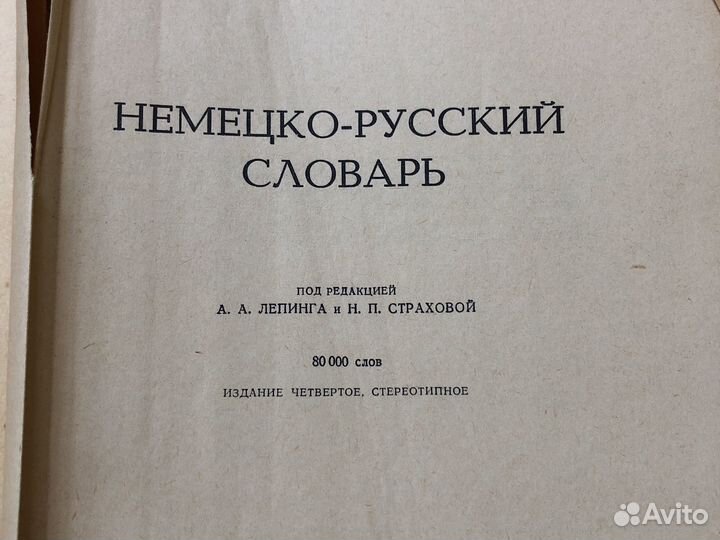 НЕМЕЦКО-РУССКИЙ
СЛОВАРЬ
ПОД РЕДАКЦИЕЙ
А. А. ЛЕПИНГА и Н. П. СТРАХОВОЙ
80 000 слов
ИЗДАНИЕ ЧЕТВЕРТОЕ, СТЕРЕОТИПНОЕ
Avito